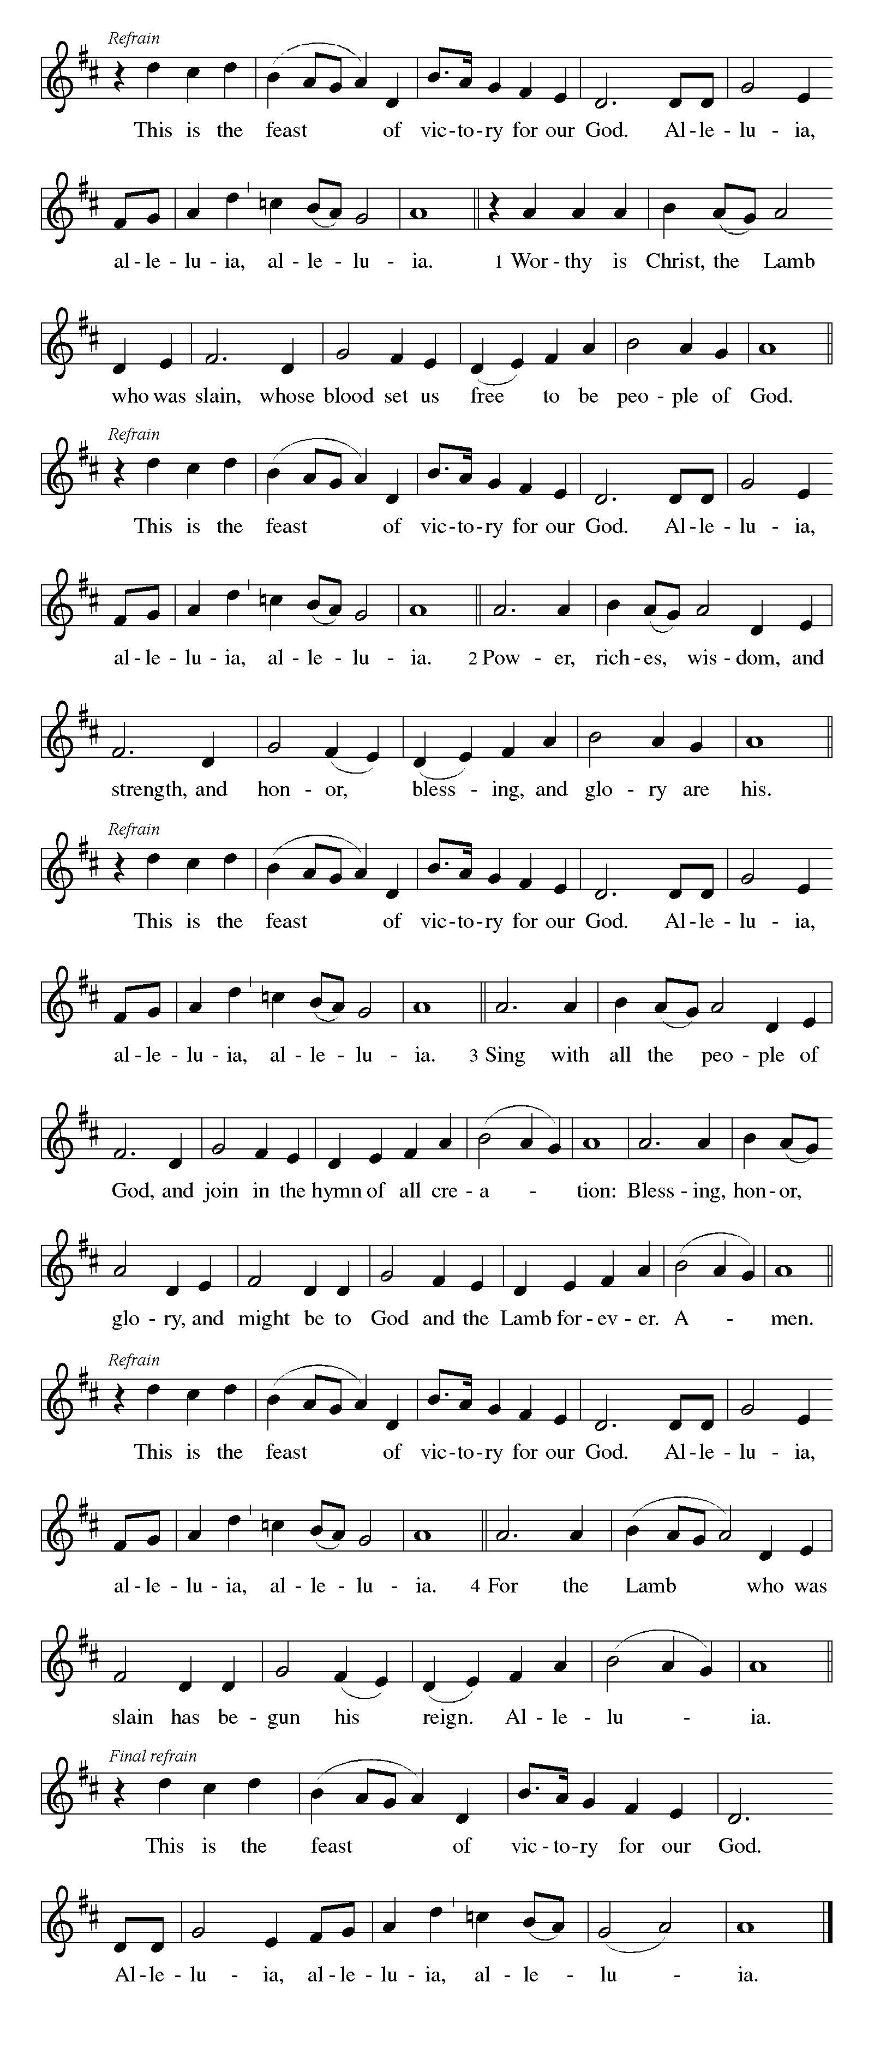 Refrain
This is the feast of vic-to-ry for our God. Al-le-lu-ia,
al-le-lu-ia, al-le-lu-ia. 1 Wor-thy is Christ, the Lamb
who was slain, whose blood set us free to be peo-ple of God.
Refrain
This is the feast of vic-to-ry for our God. Al-le-lu-ia,
al-le-lu-ia, al-le-lu-ia. 2 Pow-er, rich-es, wis-dom, and
strength, and hon-or, bless-ing, and glo-ry are his.
Refrain
This is the feast of vic-to-ry for our God. Al-le-lu-ia,
al-le-lu-ia, al-le-lu-ia. 3 Sing with all the peo-ple of
God, and join in the hymn of all cre-a-tion: Bless-ing, hon-or,
glo-ry, and might be to God and the Lamb for-ev-er. A-men.
Refrain
This is the feast of vic-to-ry for our God. Al-le-lu-ia,
al-le-lu-ia, al-le-lu-ia. 4 For the Lamb who was
slain has be-gun his reign. Al-le-lu-ia.
Final refrain
This is the feast of vic-to-ry for our God.
Al-le-lu-ia, al-le-lu-ia, al-le-lu-ia.